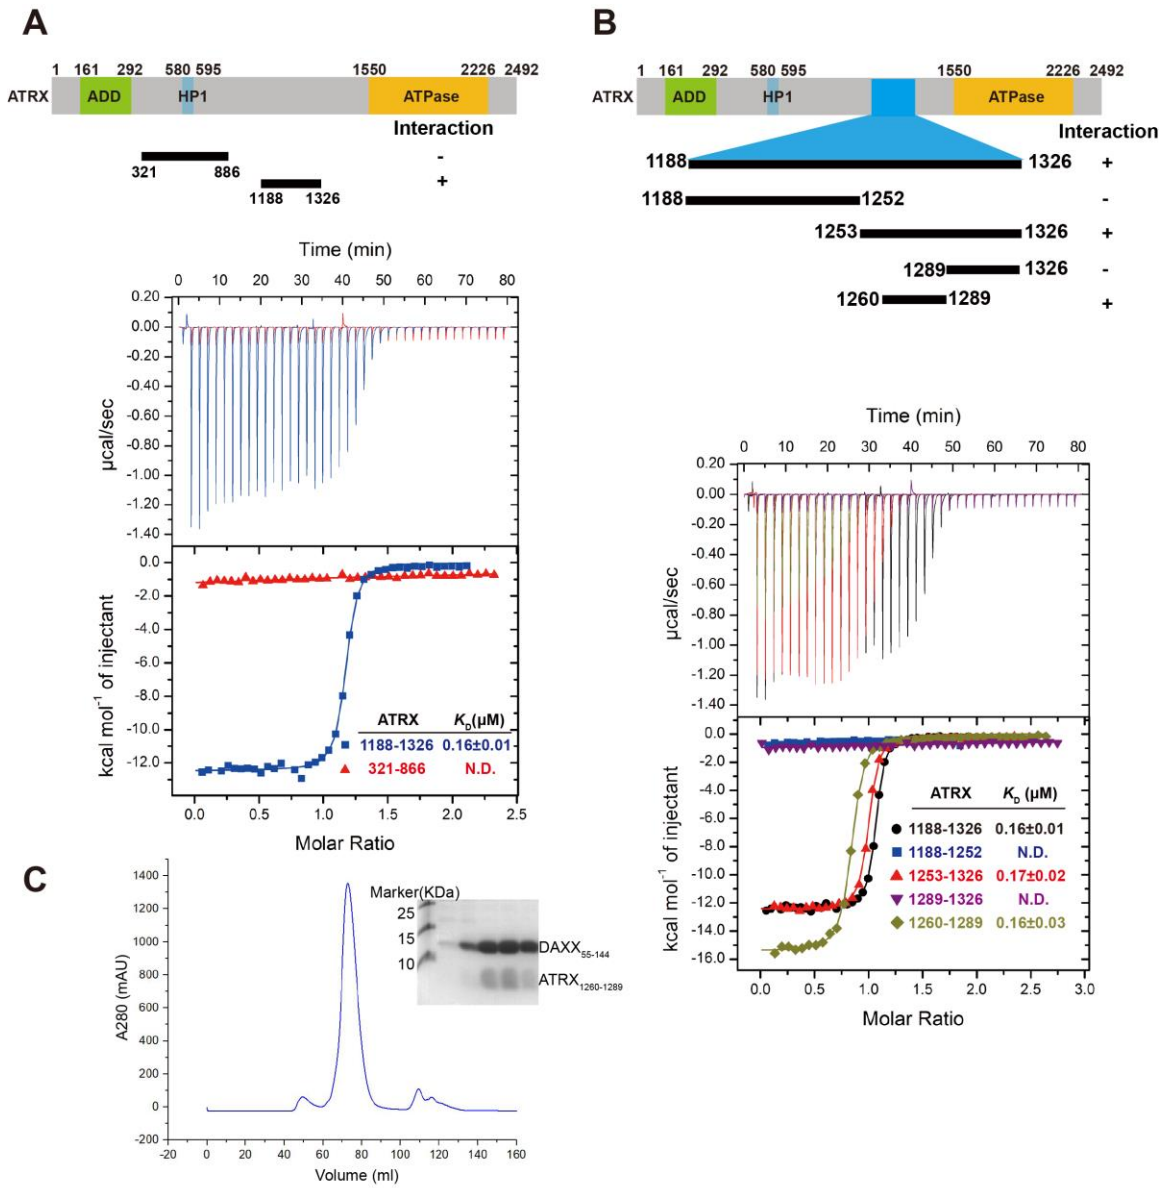 A
1 161 292 580 595 1550 2226 2492
ATRX ADD HP1 ATPase
Interaction
321 886 -
1188 1326 +
Time (min)
0 10 20 30 40 50 60 70 80
0.20
0.00
-0.20
-0.40
-0.60
-0.80
-1.00
-1.20
-1.40
µcal/sec
0.0
-2.0
-4.0
-6.0
-8.0
-10.0
-12.0
kcal mol⁻¹ of injectant
ATRX K_D(µM)
1188-1326 0.16±0.01
321-866 N.D.
0.0 0.5 1.0 1.5 2.0 2.5
Molar Ratio
B
1 161 292 580 595 1550 2226 2492
ATRX ADD HP1 ATPase
Interaction
1188 1326 +
1188 1252 -
1253 1326 +
1289 1326 -
1260 1289 +
Time (min)
0 10 20 30 40 50 60 70 80
0.20
0.00
-0.20
-0.40
-0.60
-0.80
-1.00
-1.20
-1.40
µcal/sec
0.0
-2.0
-4.0
-6.0
-8.0
-10.0
-12.0
-14.0
-16.0
kcal mol⁻¹ of injectant
ATRX K_D (µM)
1188-1326 0.16±0.01
1188-1252 N.D.
1253-1326 0.17±0.02
1289-1326 N.D.
1260-1289 0.16±0.03
0.0 0.5 1.0 1.5 2.0 2.5 3.0
Molar Ratio
C
1400
1200
1000
800
600
400
200
0
-200
A280 (mAU)
Marker(KDa)
25
15
10
DAXX55-144
ATRX1260-1289
-20 0 20 40 60 80 100 120 140 160
Volume (ml)